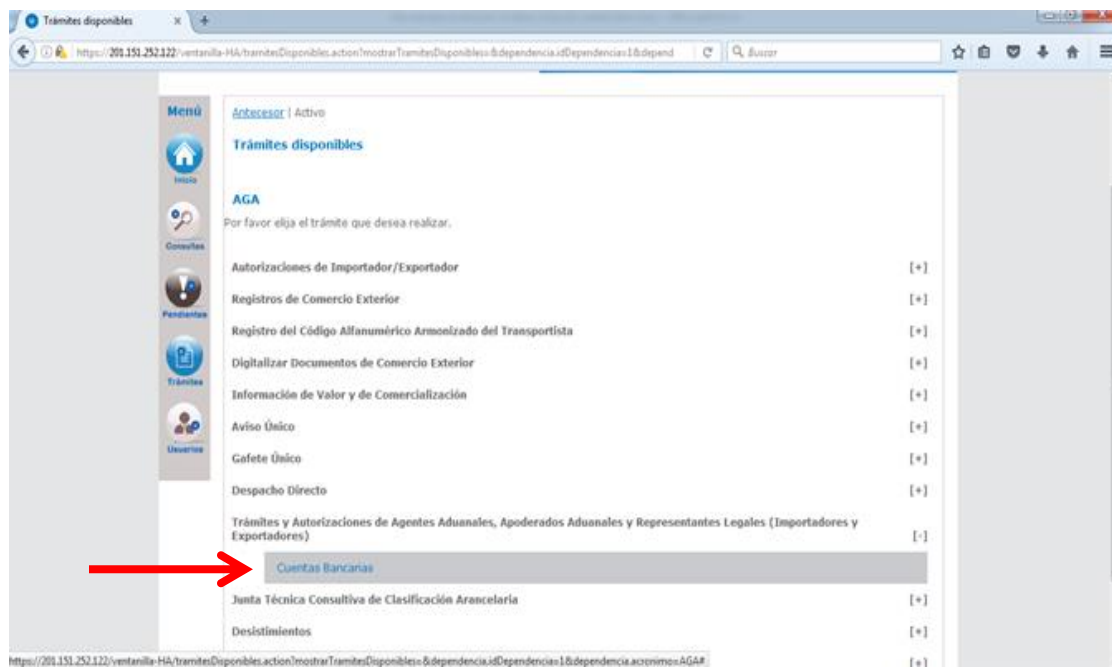 Trámites disponibles
https://201.151.252.122/ventanilla-HA/tramitesDisponibles.action?mostrarTramitesDisponibles=&dependencia.idDependencia=1&depend
Buscar
Menú
Inicio
Consultas
Pendientes
Trámites
Usuarios
Antecesor | Activo
Trámites disponibles
AGA
Por favor elija el trámite que desea realizar.
Autorizaciones de Importador/Exportador [+]
Registros de Comercio Exterior [+]
Registro del Código Alfanumérico Armonizado del Transportista [+]
Digitalizar Documentos de Comercio Exterior [+]
Información de Valor y de Comercialización [+]
Aviso Único [+]
Gafete Único [+]
Despacho Directo [+]
Trámites y Autorizaciones de Agentes Aduanales, Apoderados Aduanales y Representantes Legales (Importadores y
Exportadores) [-]
Cuentas Bancarias
Junta Técnica Consultiva de Clasificación Arancelaria [+]
Desistimientos [+]
[+]
https://201.151.252.122/ventanilla-HA/tramitesDisponibles.action?mostrarTramitesDisponibles=&dependencia.idDependencia=1&dependencia.acronimo=AGA#